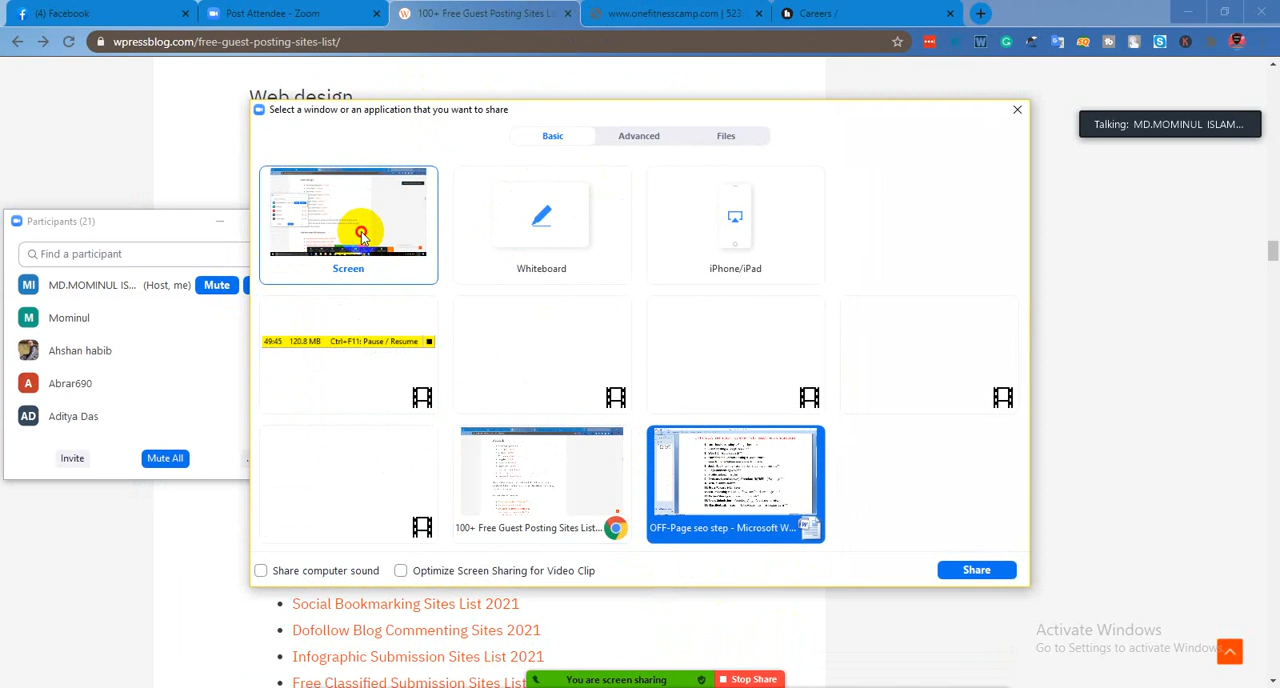 (4) Facebook
Post Attendee - Zoom
100+ Free Guest Posting Sites Li
www.onefitnesscamp.com | 523
Careers /
wpressblog.com/free-guest-posting-sites-list/
Web design
Select a window or an application that you want to share
Basic
Advanced
Files
Talking: MD.MOMINUL ISLAM...
Screen
Whiteboard
iPhone/iPad
Participants (21)
Find a participant
MI
MD.MOMINUL IS... (Host, me)
Mute
M
Mominul
Ahshan habib
A
Abrar690
AD
Aditya Das
Invite
Mute All
49:45 120.8 MB Ctrl+F11: Pause / Resume
100+ Free Guest Posting Sites List...
OFF-Page seo step - Microsoft W...
Share computer sound
Optimize Screen Sharing for Video Clip
Share
Social Bookmarking Sites List 2021
Dofollow Blog Commenting Sites 2021
Infographic Submission Sites List 2021
Free Classified Submission Sites List
You are screen sharing
Stop Share
Activate Windows
Go to Settings to activate Windows